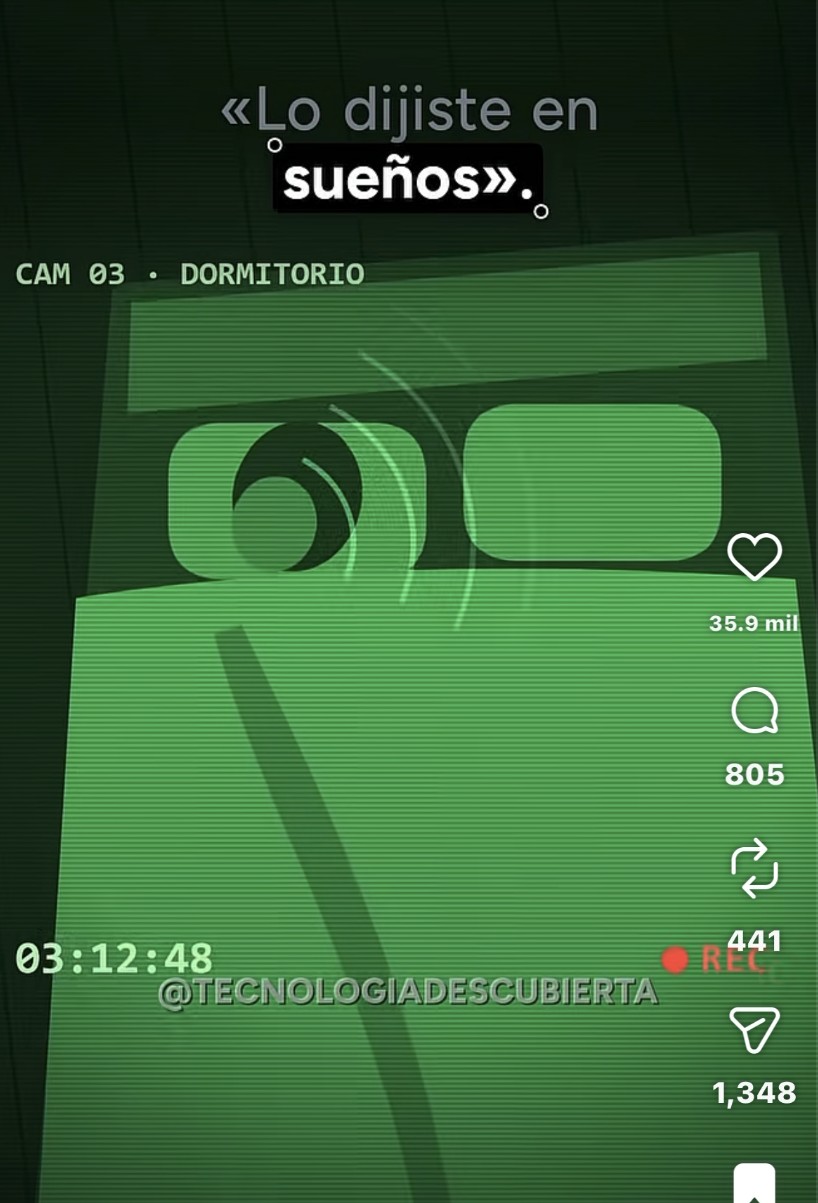 «Lo dijiste en
sueños».
CAM 03 · DORMITORIO
35.9 mil
805
441
03:12:48
REC
@TECNOLOGIADESCUBIERTA
1,348